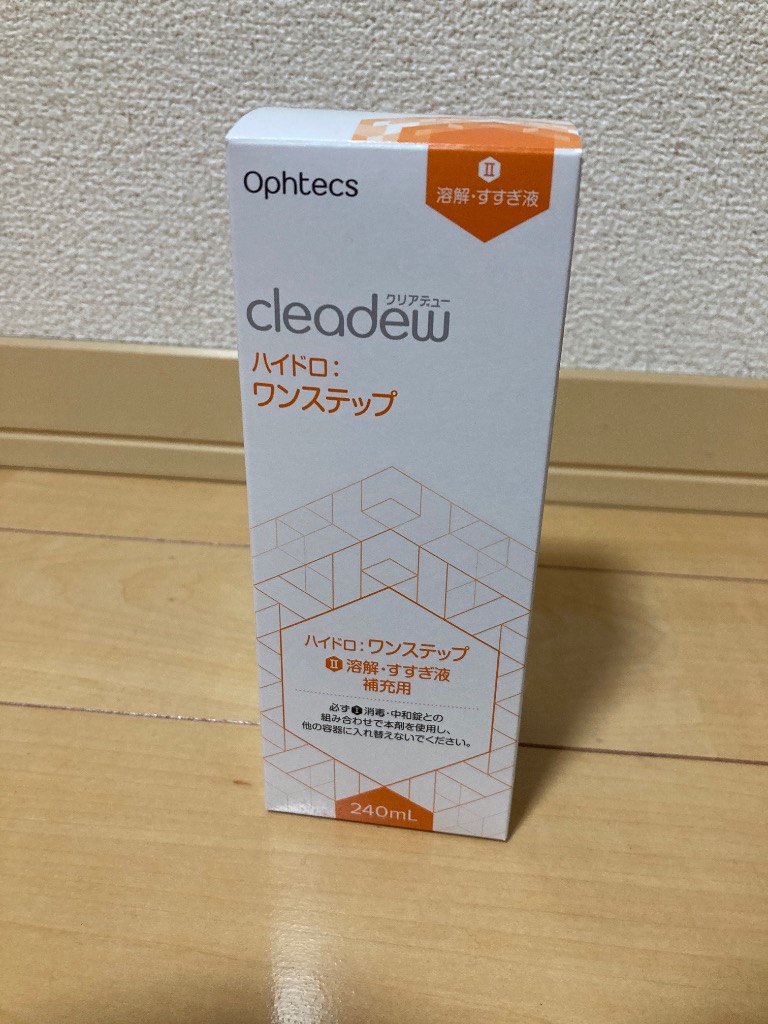 Ophtecs
II
溶解・すすぎ液
クリアデュー
cleadew
ハイドロ：
ワンステップ
ハイドロ：ワンステップ
II 溶解・すすぎ液
補充用
必ず I 消毒・中和錠との
組み合わせで本剤を使用し、
他の容器に入れ替えないでください。
240mL